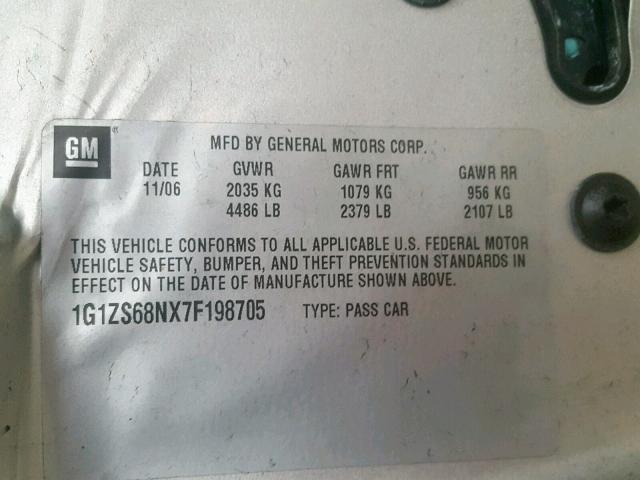 GM ® MFD BY GENERAL MOTORS CORP.
DATE GVWR GAWR FRT GAWR RR
11/06 2035 KG 1079 KG 956 KG
4486 LB 2379 LB 2107 LB
THIS VEHICLE CONFORMS TO ALL APPLICABLE U.S. FEDERAL MOTOR
VEHICLE SAFETY, BUMPER, AND THEFT PREVENTION STANDARDS IN
EFFECT ON THE DATE OF MANUFACTURE SHOWN ABOVE.
1G1ZS68NX7F198705 TYPE: PASS CAR